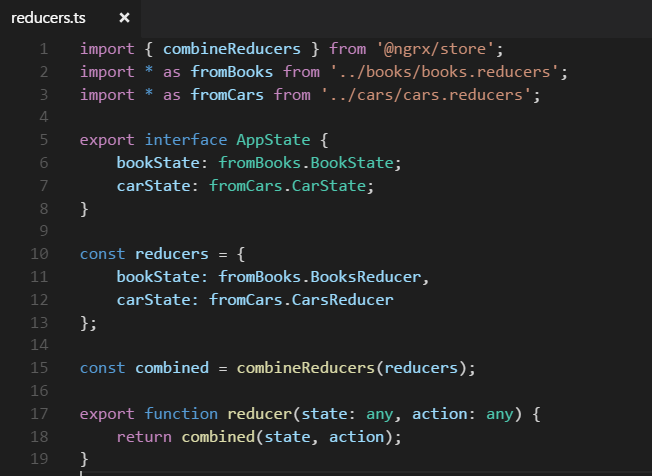 reducers.ts ×
1 import { combineReducers } from '@ngrx/store';
2 import * as fromBooks from '../books/books.reducers';
3 import * as fromCars from '../cars/cars.reducers';
4
5 export interface AppState {
6     bookState: fromBooks.BookState;
7     carState: fromCars.CarState;
8 }
9
10 const reducers = {
11     bookState: fromBooks.BooksReducer,
12     carState: fromCars.CarsReducer
13 };
14
15 const combined = combineReducers(reducers);
16
17 export function reducer(state: any, action: any) {
18     return combined(state, action);
19 }